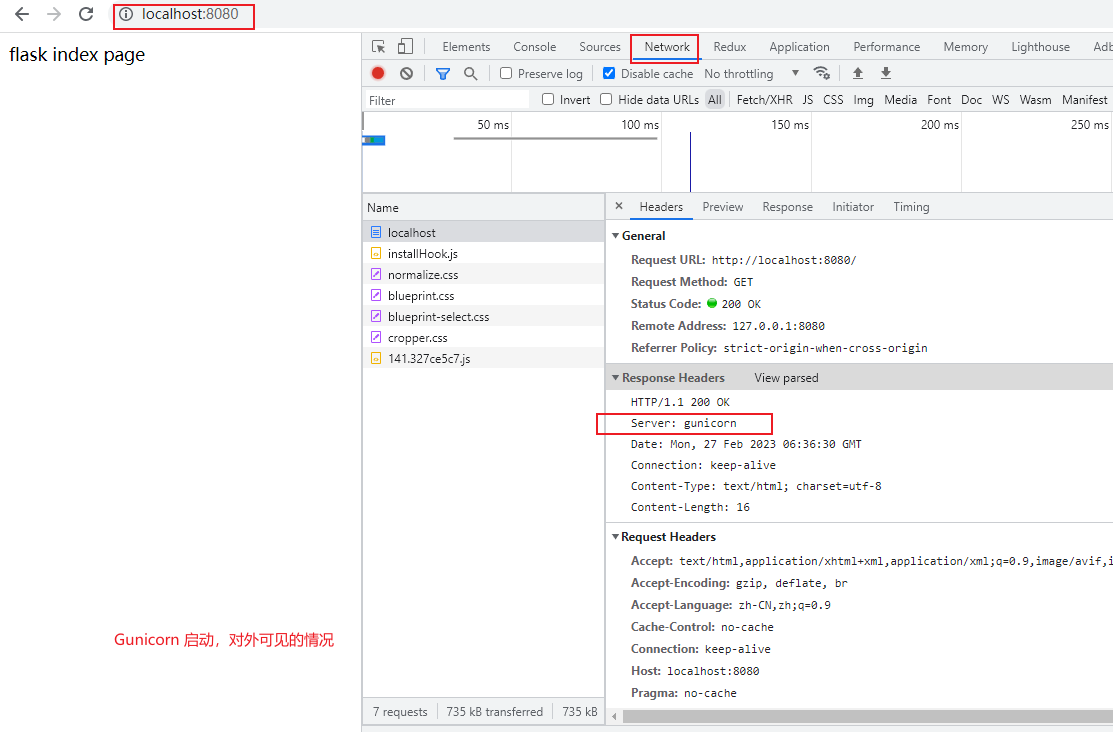 localhost:8080
flask index page
Elements Console Sources Network Redux Application Performance Memory Lighthouse Adb
Preserve log Disable cache No throttling
Filter Invert Hide data URLs All Fetch/XHR JS CSS Img Media Font Doc WS Wasm Manifest
50 ms 100 ms 150 ms 200 ms 250 ms
Name
localhost
installHook.js
normalize.css
blueprint.css
blueprint-select.css
cropper.css
141.327ce5c7.js
× Headers Preview Response Initiator Timing
General
Request URL: http://localhost:8080/
Request Method: GET
Status Code: 200 OK
Remote Address: 127.0.0.1:8080
Referrer Policy: strict-origin-when-cross-origin
Response Headers View parsed
HTTP/1.1 200 OK
Server: gunicorn
Date: Mon, 27 Feb 2023 06:36:30 GMT
Connection: keep-alive
Content-Type: text/html; charset=utf-8
Content-Length: 16
Request Headers
Accept: text/html,application/xhtml+xml,application/xml;q=0.9,image/avif,i
Accept-Encoding: gzip, deflate, br
Accept-Language: zh-CN,zh;q=0.9
Cache-Control: no-cache
Connection: keep-alive
Host: localhost:8080
Pragma: no-cache
Gunicorn 启动，对外可见的情况
7 requests 735 kB transferred 735 kB